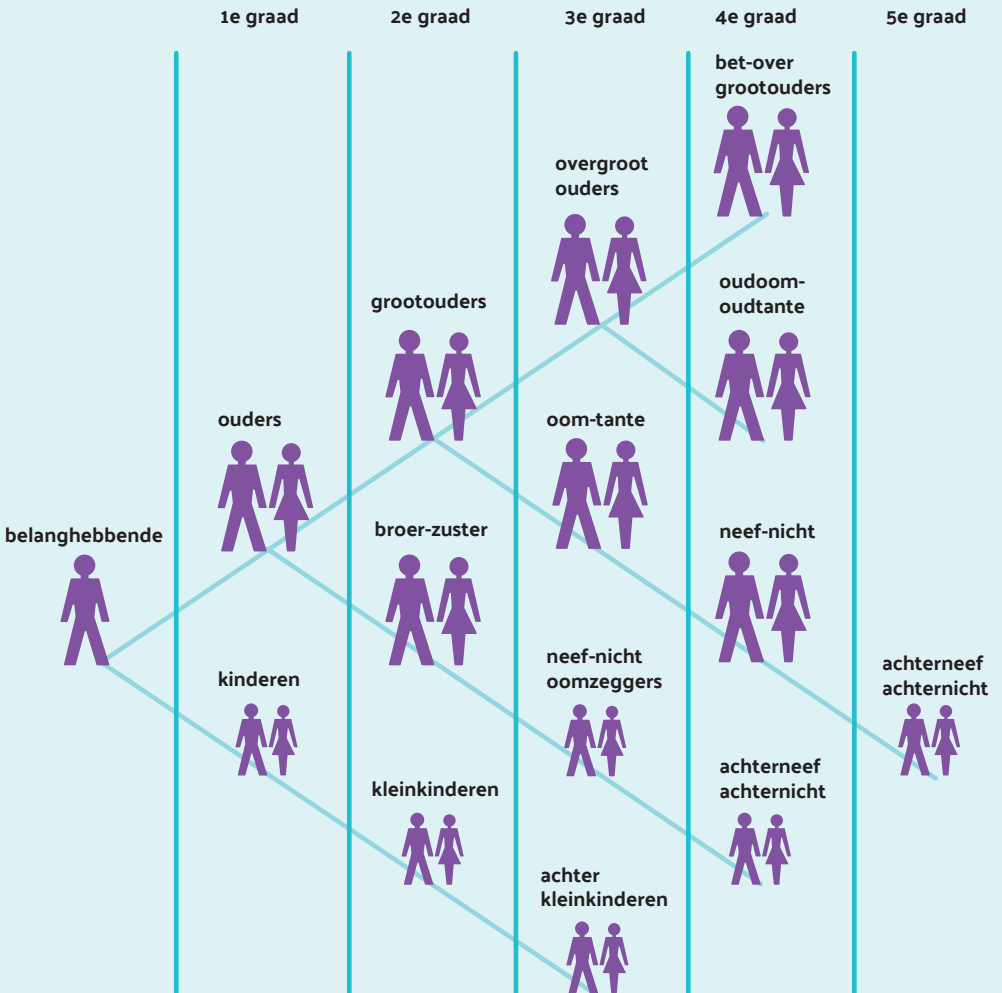 1e graad
2e graad
3e graad
4e graad
5e graad
bet-over
grootouders
overgroot
ouders
oudoom-
oudtante
grootouders
ouders
oom-tante
belanghebbende
broer-zuster
neef-nicht
kinderen
neef-nicht
oomzeggers
achterneef
achternicht
kleinkinderen
achterneef
achternicht
achter
kleinkinderen